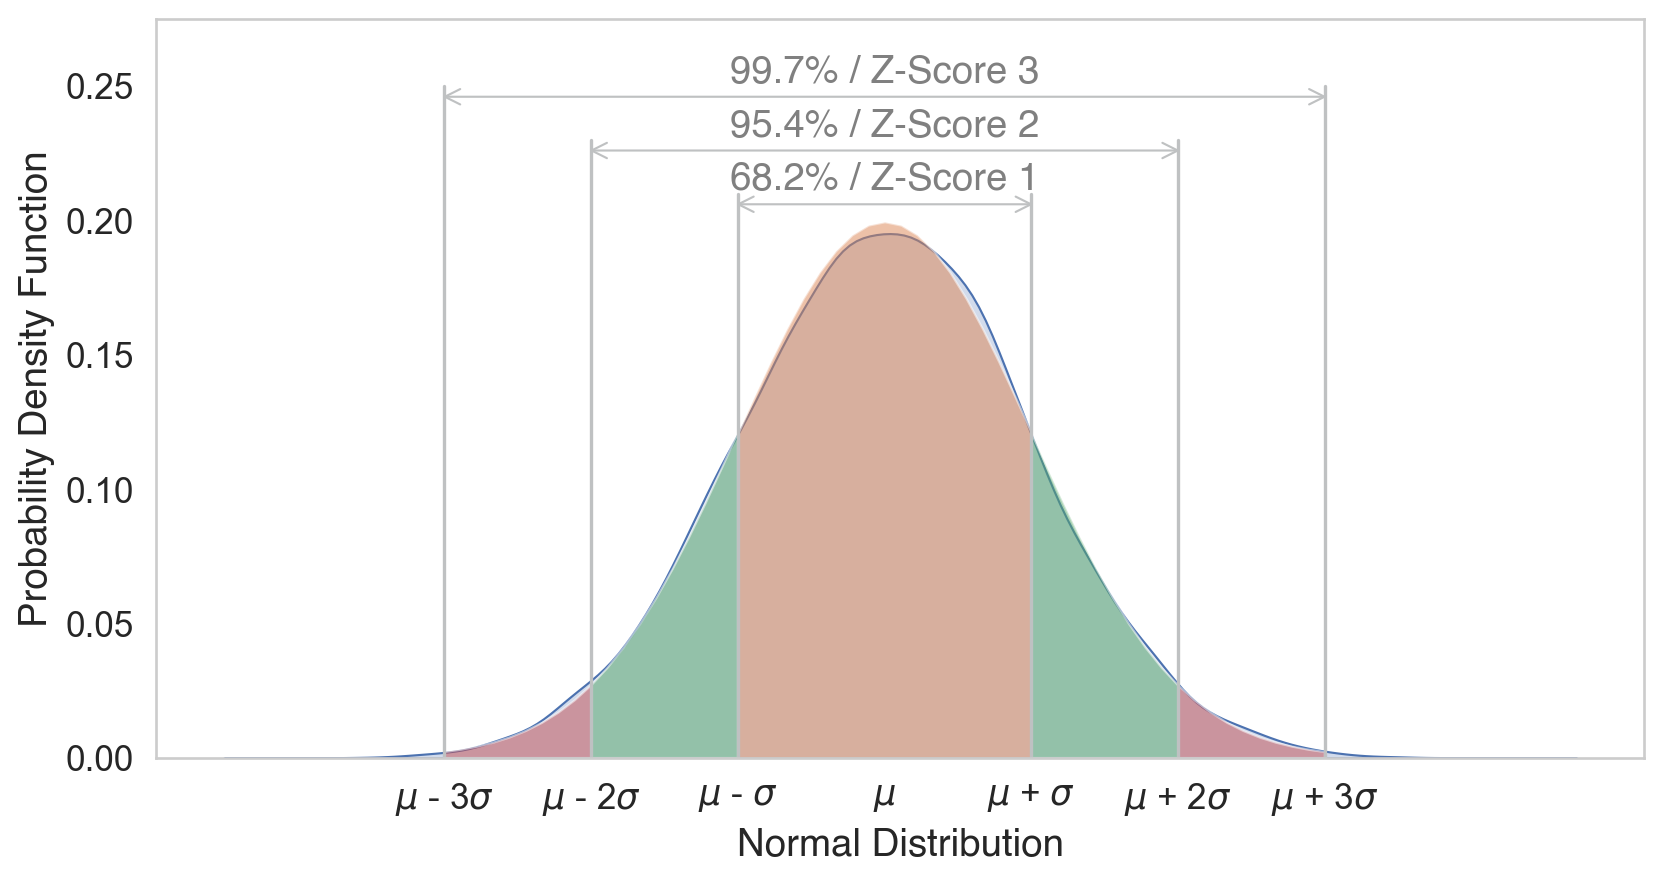 99.7% / Z-Score 3
95.4% / Z-Score 2
68.2% / Z-Score 1
Probability Density Function
0.25
0.20
0.15
0.10
0.05
0.00
μ - 3σ
μ - 2σ
μ - σ
μ
μ + σ
μ + 2σ
μ + 3σ
Normal Distribution